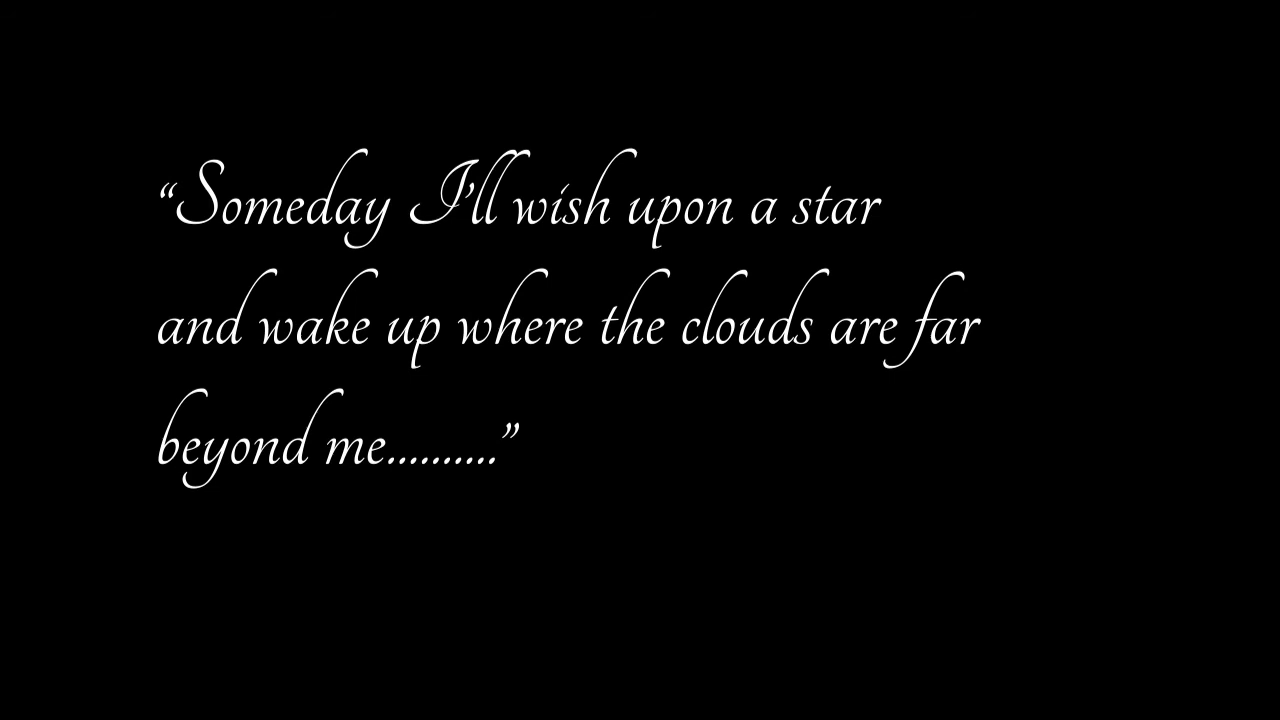 “Someday I'll wish upon a star
and wake up where the clouds are far
beyond me..........”